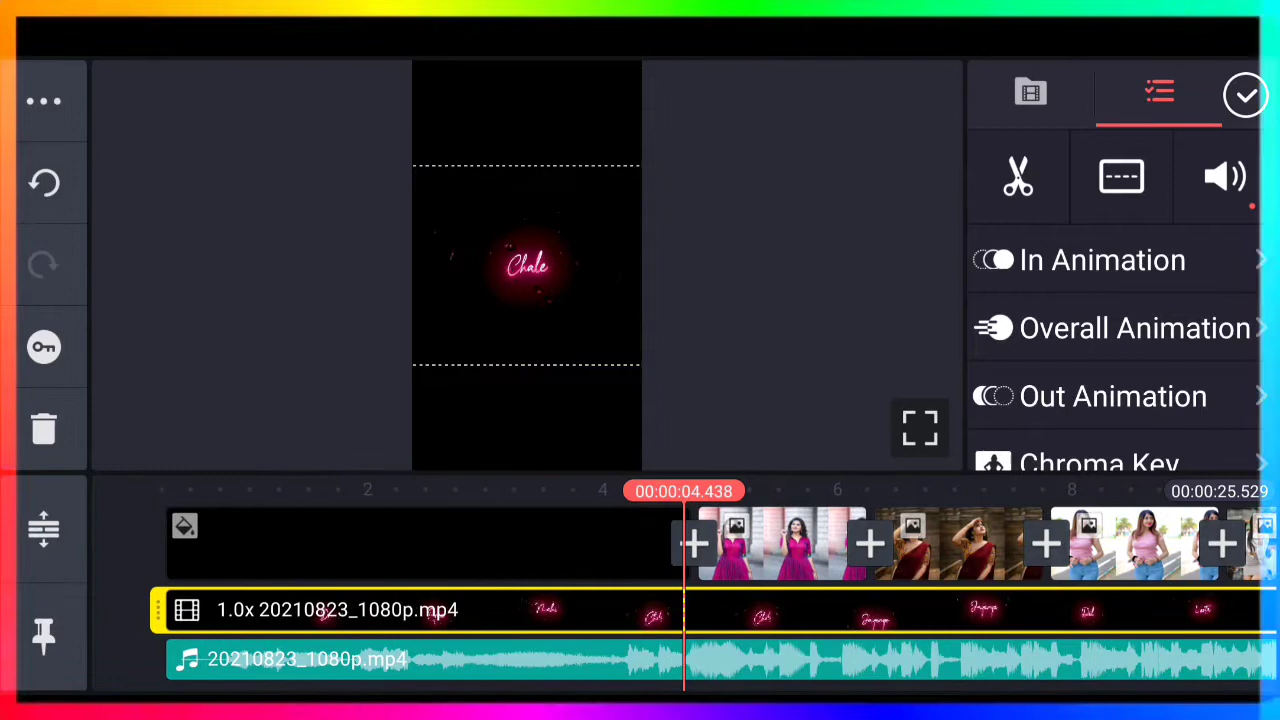 Chale
In Animation
Overall Animation
Out Animation
Chroma Key
2
4
00:00:04.438
6
8
00:00:25.529
1.0x 20210823_1080p.mp4
20210823_1080p.mp4